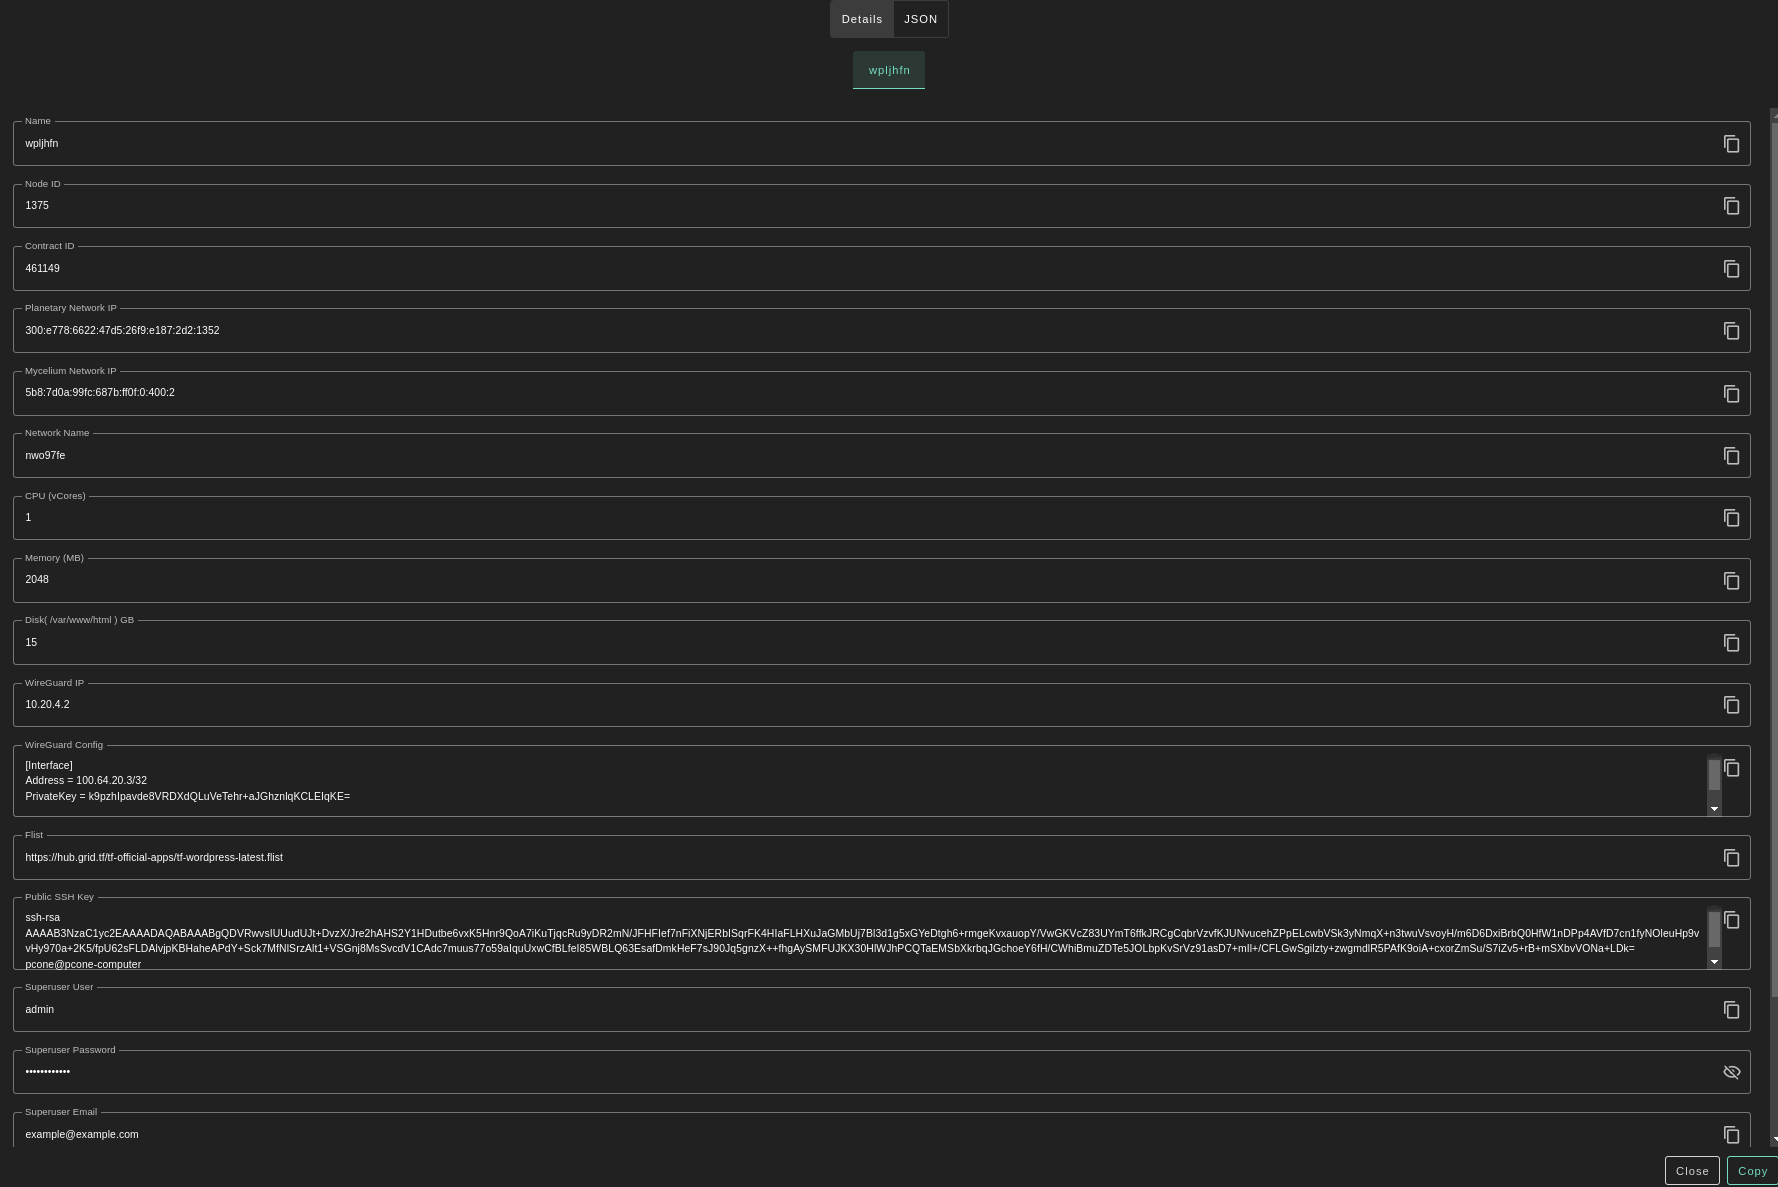 Details JSON
wpljhfn
Name
wpljhfn
Node ID
1375
Contract ID
461149
Planetary Network IP
300:e778:6622:47d5:26f9:e187:2d2:1352
Mycelium Network IP
5b8:7d0a:99fc:687b:ff0f:0:400:2
Network Name
nwo97fe
CPU (vCores)
1
Memory (MB)
2048
Disk( /var/www/html ) GB
15
WireGuard IP
10.20.4.2
WireGuard Config
[Interface]
Address = 100.64.20.3/32
PrivateKey = k9pzhIpavde8VRDXdQLuVeTehr+aJGhznlqKCLEIqKE=
Flist
https://hub.grid.tf/tf-official-apps/tf-wordpress-latest.flist
Public SSH Key
ssh-rsa
AAAAB3NzaC1yc2EAAAADAQABAAABgQDVRwvsIUUudUJt+DvzX/Jre2hAHS2Y1HDutbe6vxK5Hnr9QoA7iKuTjqcRu9yDR2mN/JFHFIef7nFiXNjERbISqrFK4HIaFLHXuJaGMbUj7Bl3d1g5xGYeDtgh6+rmgeKvxauopY/VwGKVcZ83UYmT6ffkJRCgCqbrVzvfKJUNvucehZPpELcwbVSk3yNmqX+n3twuVsvoyH/m6D6DxiBrbQ0HfW1nDPp4AVfD7cn1fyNOleuHp9v
vHy970a+2K5/fpU62sFLDAlvjpKBHaheAPdY+Sck7MfNlSrzAlt1+VSGnj8MsSvcdV1CAdc7muus77o59aIquUxwCfBLfeI85WBLQ63EsafDmkHeF7sJ90Jq5gnzX++fhgAySMFUJKX30HlWJhPCQTaEMSbXkrbqJGchoeY6fH/CWhiBmuZDTe5JOLbpKvSrVz91asD7+mIl+/CFLGwSgiIzty+zwgmdlR5PAfK9oiA+cxorZmSu/S7iZv5+rB+mSXbvVONa+LDk=
pcone@pcone-computer
Superuser User
admin
Superuser Password
••••••••••••
Superuser Email
example@example.com
Close Copy